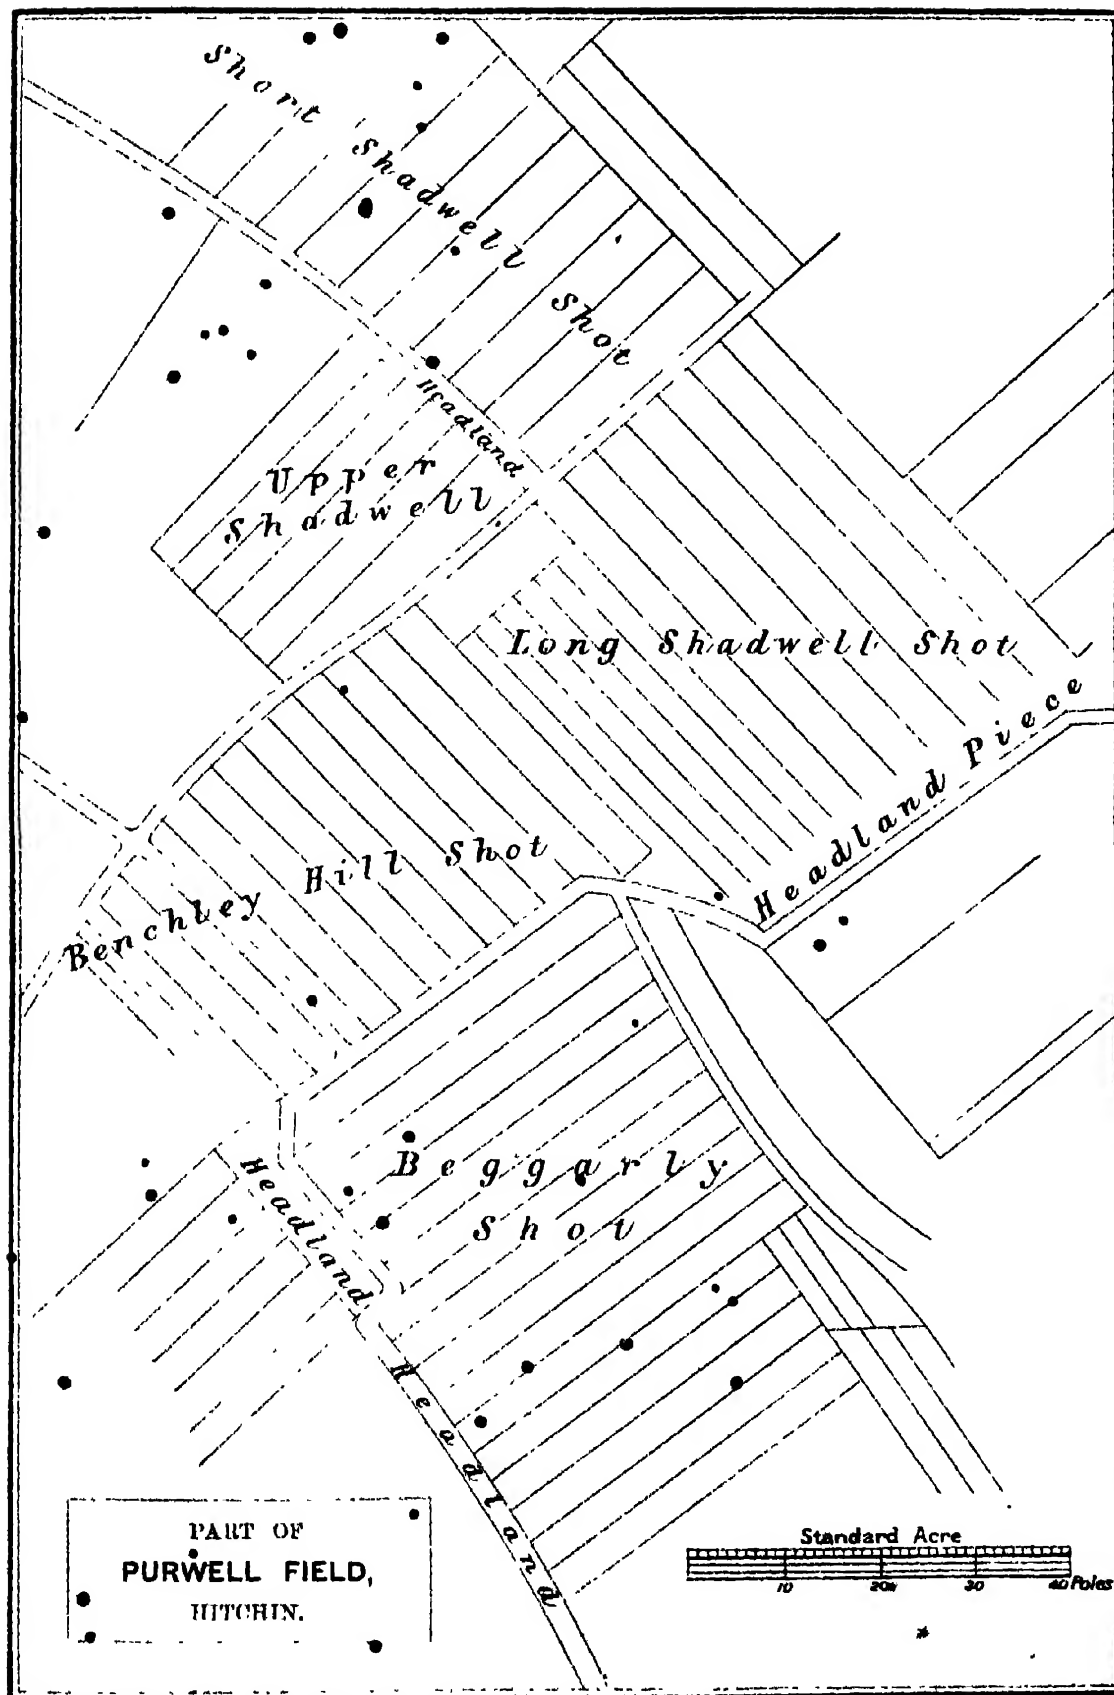 Short Shadwell Shot
Headland
Upper
Shadwell
Long Shadwell Shot
Headland Piece
Benchley Hill Shot
Beggarly
Shot
Headland
Headland
PART OF
PURWELL FIELD,
HITCHIN.
Standard Acre
10 20 30 40 Poles